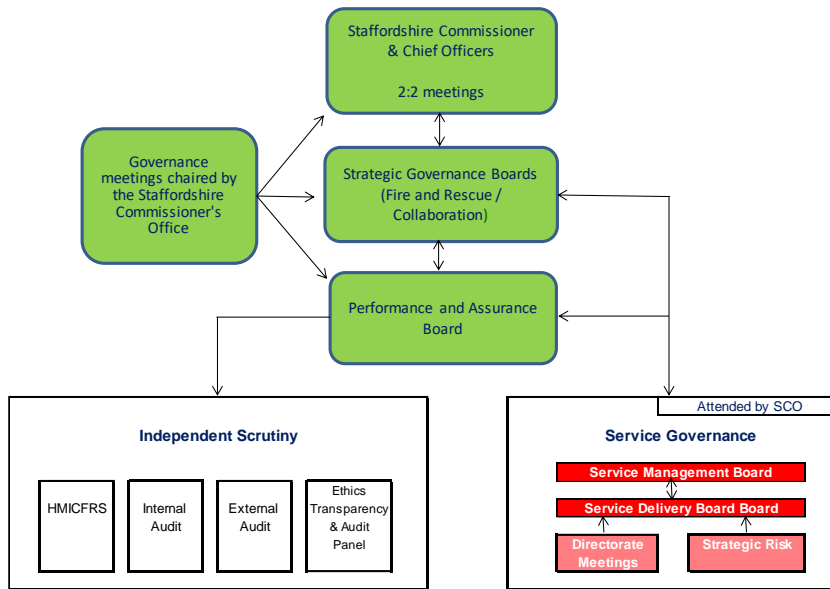 Staffordshire Commissioner
& Chief Officers
2:2 meetings
Governance
meetings chaired by
the Staffordshire
Commissioner's
Office
Strategic Governance Boards
(Fire and Rescue /
Collaboration)
Performance and Assurance
Board
Independent Scrutiny
HMICFRS
Internal
Audit
External
Audit
Ethics
Transparency
& Audit
Panel
Attended by SCO
Service Governance
Service Management Board
Service Delivery Board Board
Directorate
Meetings
Strategic Risk